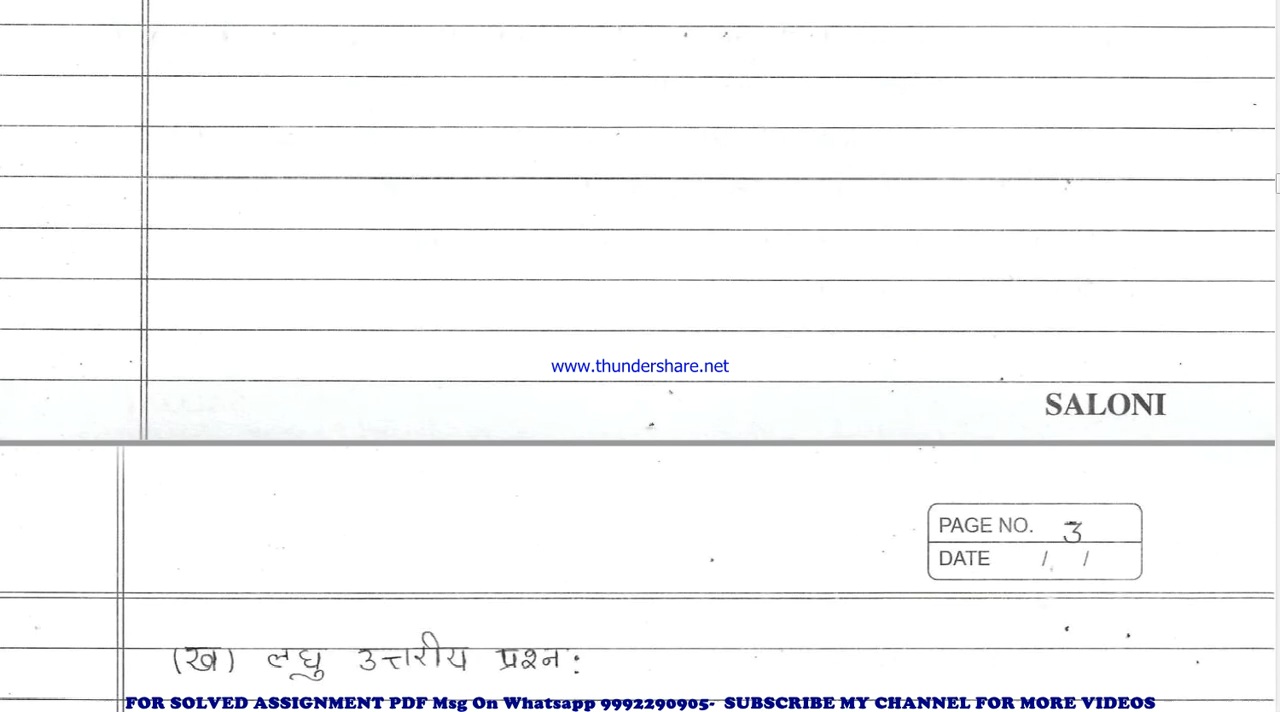 www.thundershare.net
SALONI
PAGE NO. 3
DATE / /
(ख) लघु उत्तरीय प्रश्न:
FOR SOLVED ASSIGNMENT PDF Msg On Whatsapp 9992290905- SUBSCRIBE MY CHANNEL FOR MORE VIDEOS